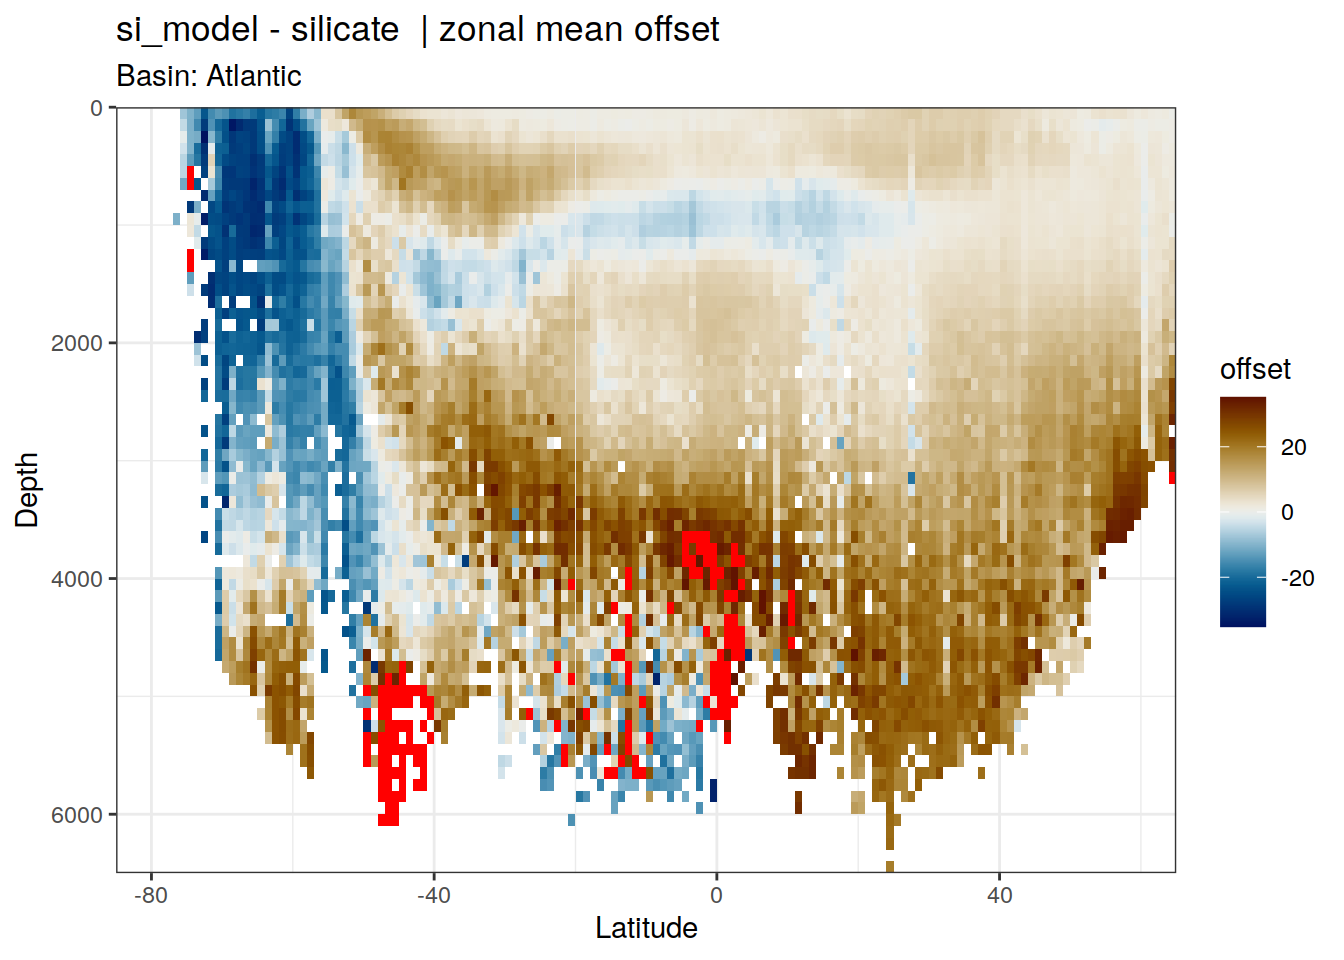 si_model - silicate  | zonal mean offset
Basin: Atlantic
0
2000
4000
6000
Depth
-80
-40
0
40
Latitude
offset
20
0
-20